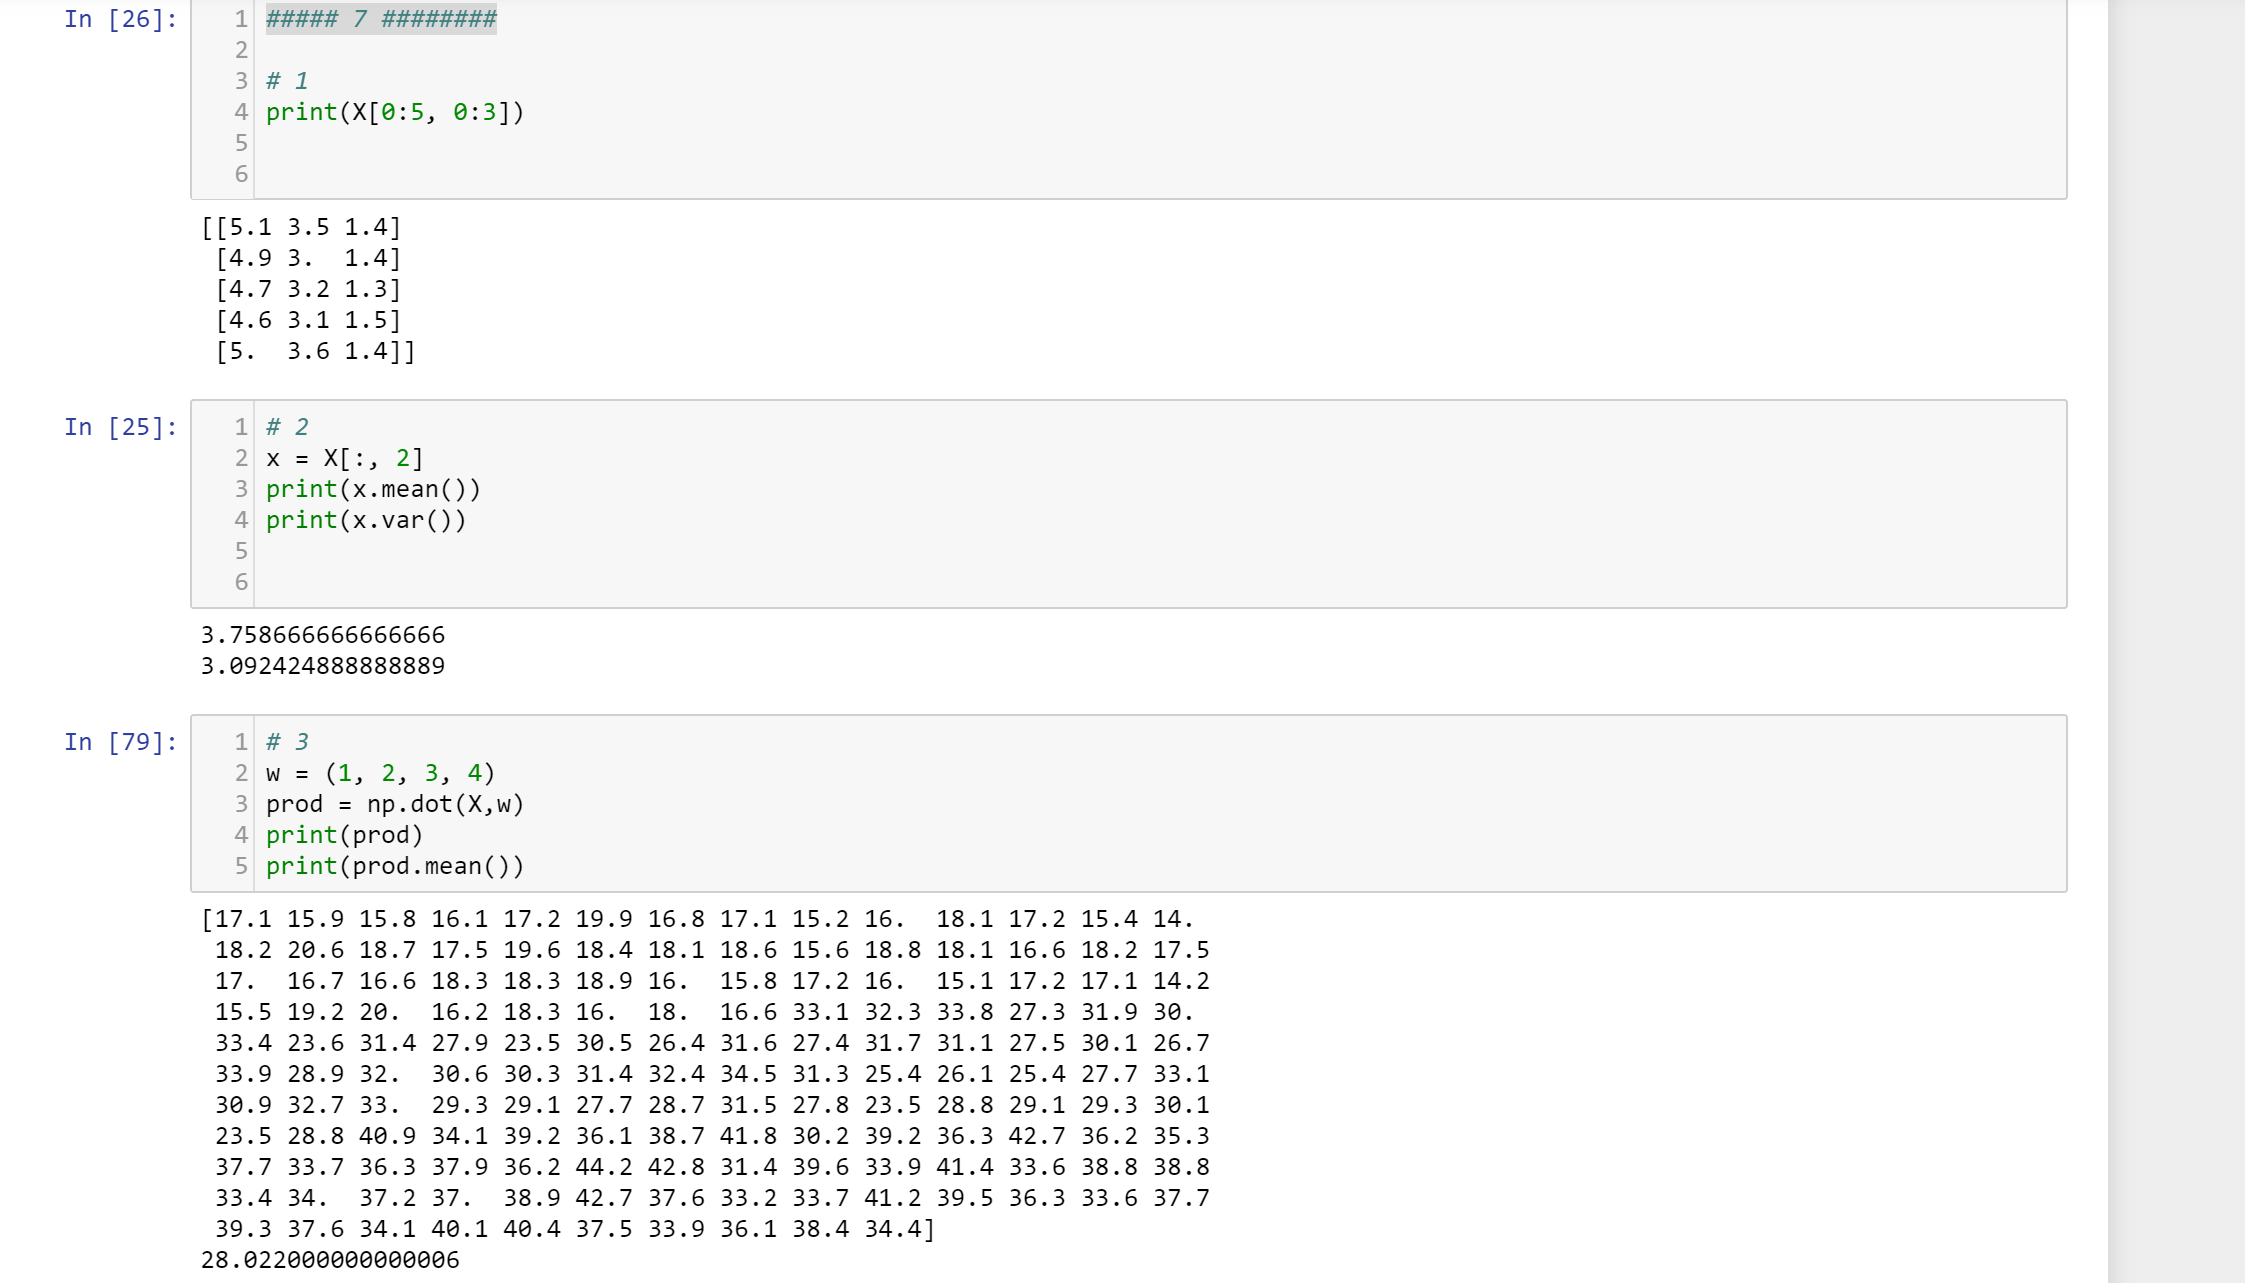 In [26]:
1 ##### 7 ########
2
3 # 1
4 print(X[0:5, 0:3])
5
6
[[5.1 3.5 1.4]
 [4.9 3.  1.4]
 [4.7 3.2 1.3]
 [4.6 3.1 1.5]
 [5.  3.6 1.4]]
In [25]:
1 # 2
2 x = X[:, 2]
3 print(x.mean())
4 print(x.var())
5
6
3.758666666666666
3.092424888888889
In [79]:
1 # 3
2 w = (1, 2, 3, 4)
3 prod = np.dot(X,w)
4 print(prod)
5 print(prod.mean())
[17.1 15.9 15.8 16.1 17.2 19.9 16.8 17.1 15.2 16.  18.1 17.2 15.4 14.
 18.2 20.6 18.7 17.5 19.6 18.4 18.1 18.6 15.6 18.8 18.1 16.6 18.2 17.5
 17.  16.7 16.6 18.3 18.3 18.9 16.  15.8 17.2 16.  15.1 17.2 17.1 14.2
 15.5 19.2 20.  16.2 18.3 16.  18.  16.6 33.1 32.3 33.8 27.3 31.9 30.
 33.4 23.6 31.4 27.9 23.5 30.5 26.4 31.6 27.4 31.7 31.1 27.5 30.1 26.7
 33.9 28.9 32.  30.6 30.3 31.4 32.4 34.5 31.3 25.4 26.1 25.4 27.7 33.1
 30.9 32.7 33.  29.3 29.1 27.7 28.7 31.5 27.8 23.5 28.8 29.1 29.3 30.1
 23.5 28.8 40.9 34.1 39.2 36.1 38.7 41.8 30.2 39.2 36.3 42.7 36.2 35.3
 37.7 33.7 36.3 37.9 36.2 44.2 42.8 31.4 39.6 33.9 41.4 33.6 38.8 38.8
 33.4 34.  37.2 37.  38.9 42.7 37.6 33.2 33.7 41.2 39.5 36.3 33.6 37.7
 39.3 37.6 34.1 40.1 40.4 37.5 33.9 36.1 38.4 34.4]
28.022000000000006